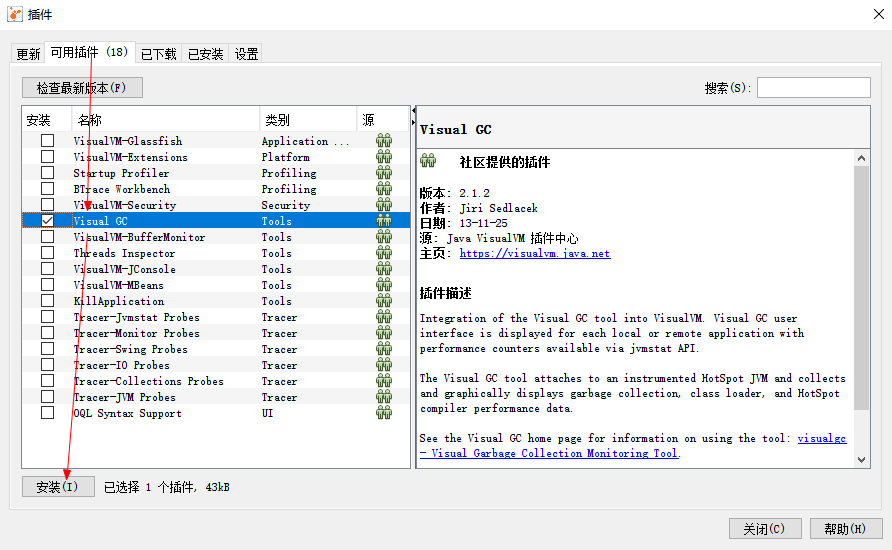 插件
更新 可用插件 (18) 已下载 已安装 设置
检查最新版本(F) 搜索(S):
安装 名称 类别 源
VisualVM-Glassfish Application ...
VisualVM-Extensions Platform
Startup Profiler Profiling
BTrace Workbench Profiling
VisualVM-Security Security
Visual GC Tools
VisualVM-BufferMonitor Tools
Threads Inspector Tools
VisualVM-JConsole Tools
VisualVM-MBeans Tools
KillApplication Tools
Tracer-Jvmstat Probes Tracer
Tracer-Monitor Probes Tracer
Tracer-Swing Probes Tracer
Tracer-IO Probes Tracer
Tracer-Collections Probes Tracer
Tracer-JVM Probes Tracer
OQL Syntax Support UI
Visual GC
社区提供的插件
版本: 2.1.2
作者: Jiri Sedlacek
日期: 13-11-25
源: Java VisualVM 插件中心
主页: https://visualvm.java.net
插件描述
Integration of the Visual GC tool into VisualVM. Visual GC user
interface is displayed for each local or remote application with
performance counters available via jvmstat API.
The Visual GC tool attaches to an instrumented HotSpot JVM and collects
and graphically displays garbage collection, class loader, and HotSpot
compiler performance data.
See the Visual GC home page for information on using the tool: visualgc
- Visual Garbage Collection Monitoring Tool.
安装(I) 已选择 1 个插件, 43kB
关闭(C) 帮助(H)